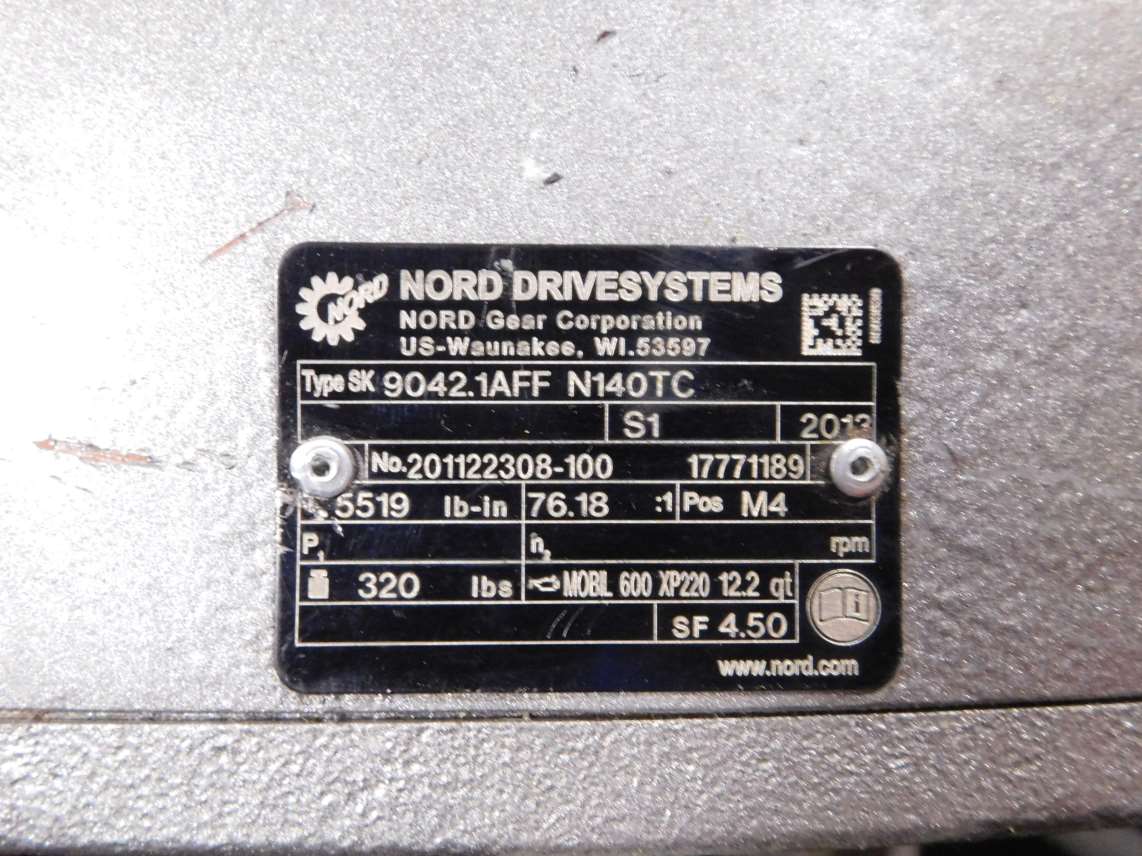 NORD
NORD DRIVESYSTEMS
NORD Gear Corporation
US-Waunakee, WI.53597
Type SK 9042.1AFF N140TC
S1 2013
No.201122308-100 17771189
5519 lb-in 76.18 :1 Pos M4
P1 n2 rpm
320 lbs MOBIL 600 XP220 12.2 qt
SF 4.50
www.nord.com